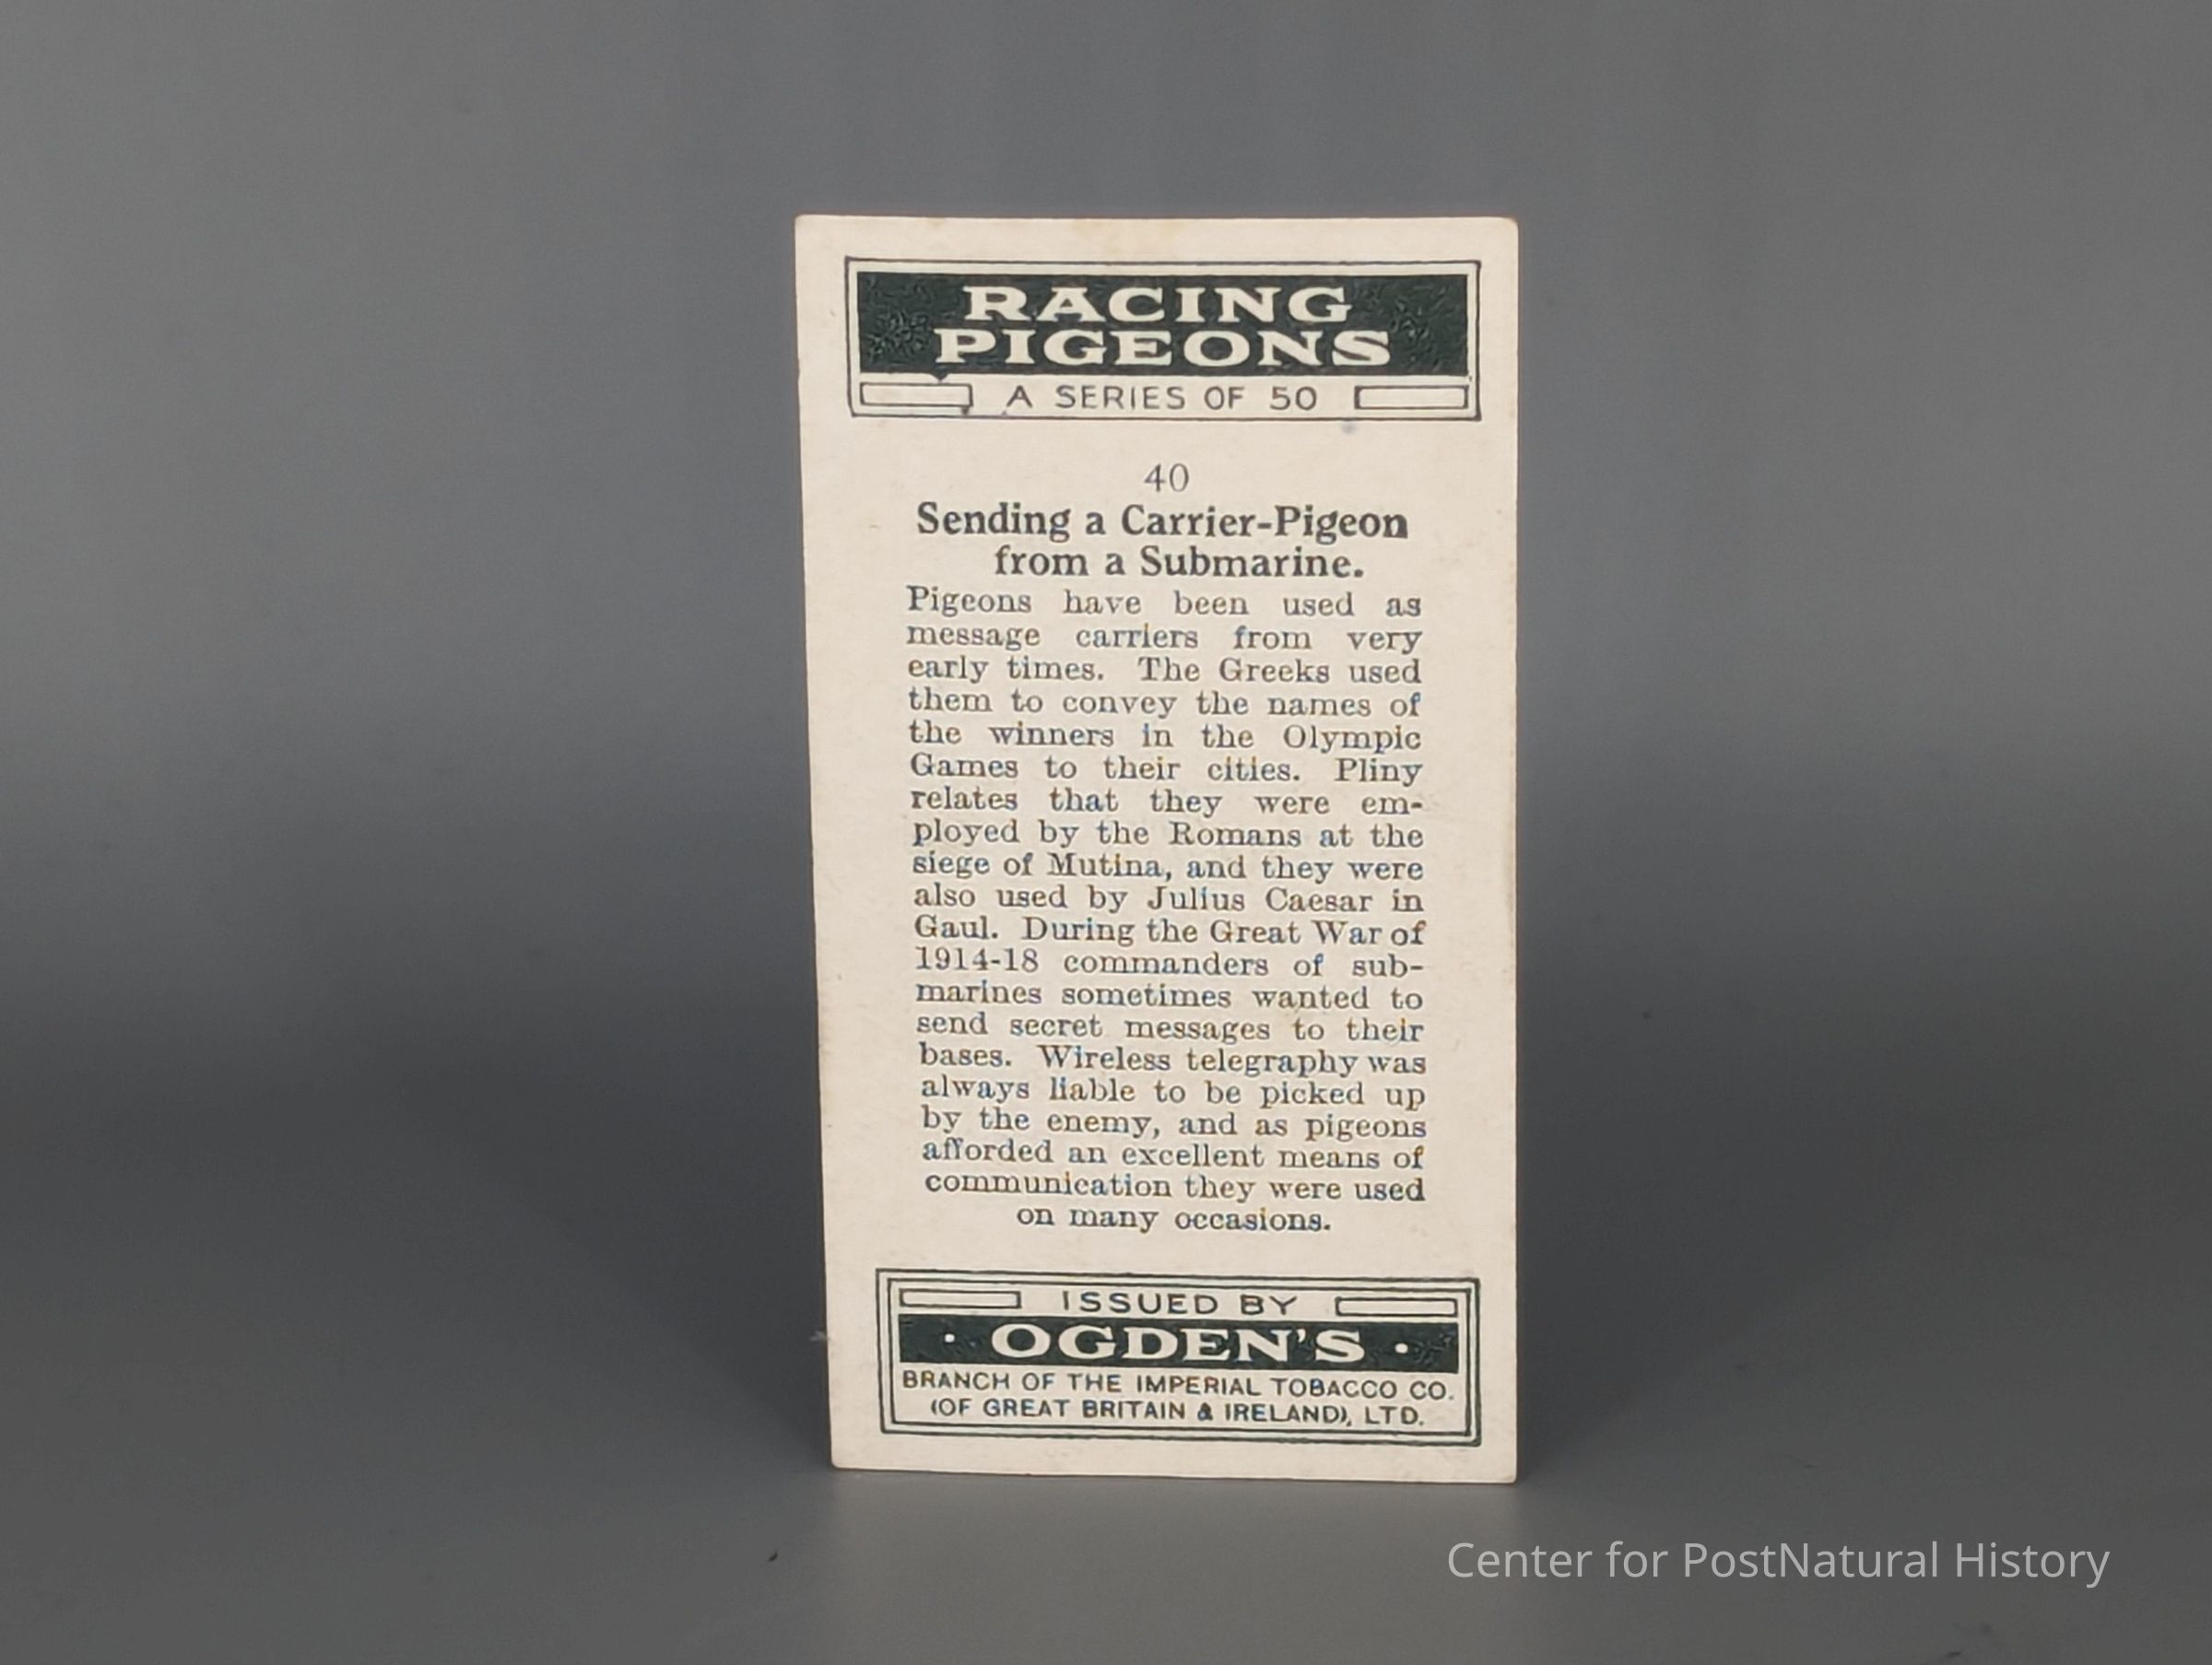 RACING
PIGEONS
A SERIES OF 50
40
Sending a Carrier-Pigeon
from a Submarine.
Pigeons have been used as
message carriers from very
early times. The Greeks used
them to convey the names of
the winners in the Olympic
Games to their cities. Pliny
relates that they were em-
ployed by the Romans at the
siege of Mutina, and they were
also used by Julius Caesar in
Gaul. During the Great War of
1914-18 commanders of sub-
marines sometimes wanted to
send secret messages to their
bases. Wireless telegraphy was
always liable to be picked up
by the enemy, and as pigeons
afforded an excellent means of
communication they were used
on many occasions.
ISSUED BY
· OGDEN'S ·
BRANCH OF THE IMPERIAL TOBACCO CO.
(OF GREAT BRITAIN & IRELAND), LTD.
Center for PostNatural History